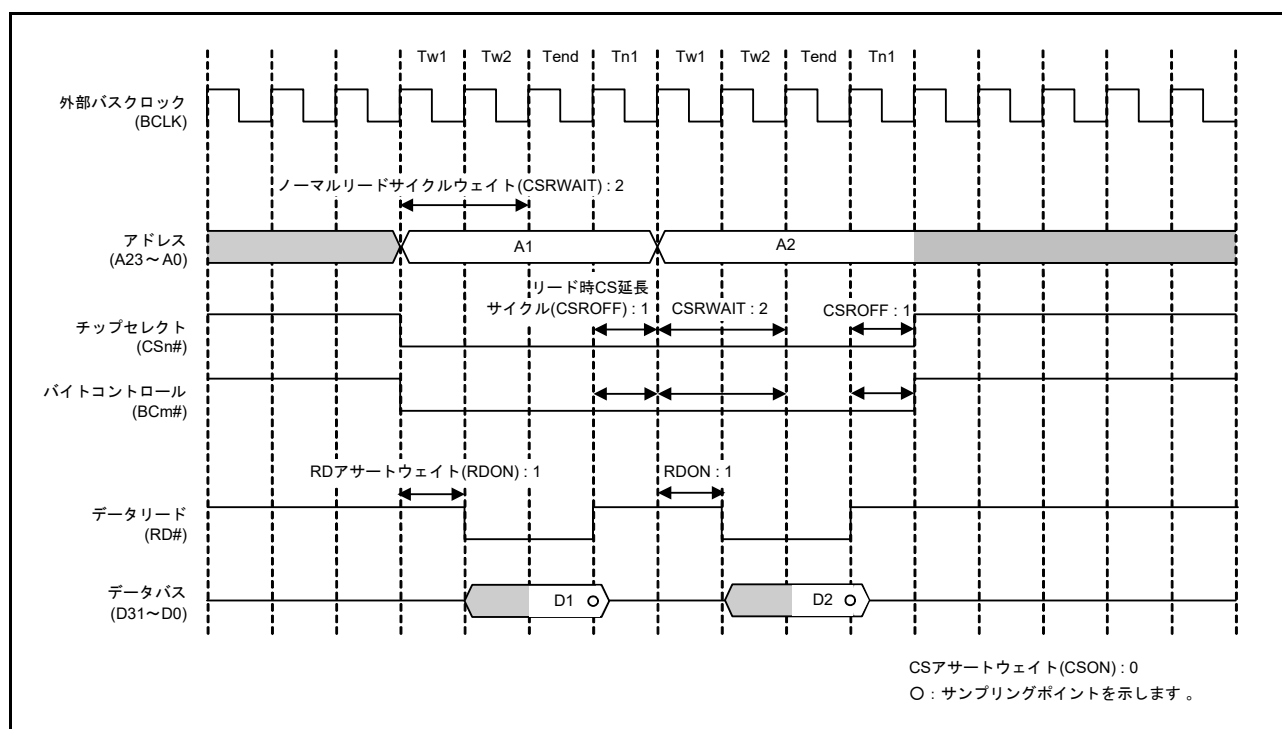 Tw1 Tw2 Tend Tn1 Tw1 Tw2 Tend Tn1
外部バスクロック
(BCLK)
ノーマルリードサイクルウェイト(CSRWAIT) : 2
アドレス
(A23～A0)
A1
A2
リード時CS延長
サイクル(CSROFF) : 1
CSRWAIT : 2
CSROFF : 1
チップセレクト
(CSn#)
バイトコントロール
(BCm#)
RDアサートウェイト(RDON) : 1
RDON : 1
データリード
(RD#)
データバス
(D31～D0)
D1
D2
CSアサートウェイト(CSON) : 0
○ : サンプリングポイントを示します。